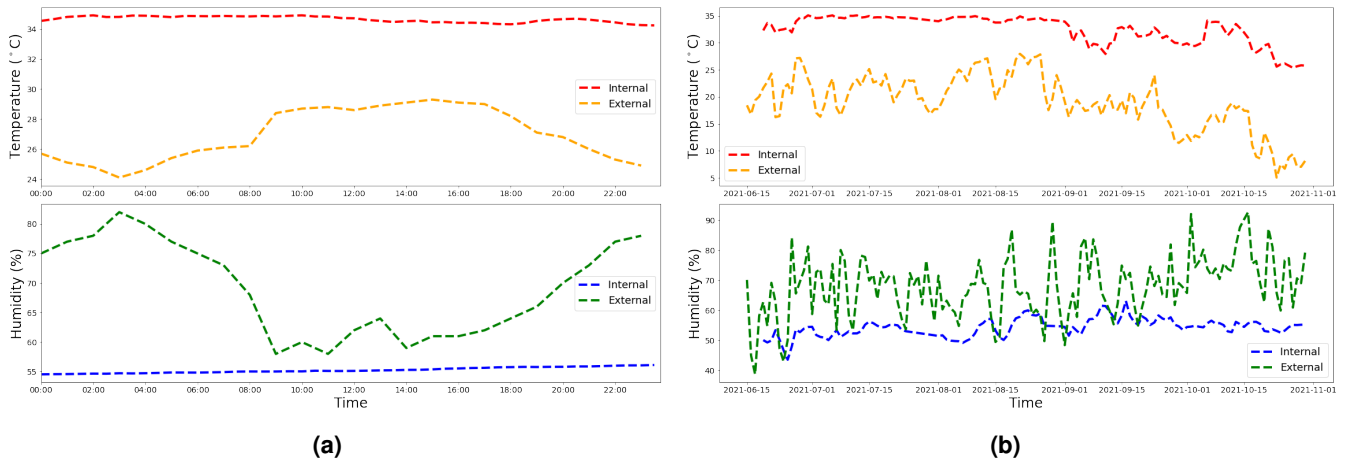 Temperature (°C)
34
32
30
28
26
24
Internal
External
00:00 02:00 04:00 06:00 08:00 10:00 12:00 14:00 16:00 18:00 20:00 22:00
Humidity (%)
80
75
70
65
60
55
Internal
External
00:00 02:00 04:00 06:00 08:00 10:00 12:00 14:00 16:00 18:00 20:00 22:00
Time
(a)
Temperature (°C)
35
30
25
20
15
10
5
Internal
External
2021-06-15 2021-07-01 2021-07-15 2021-08-01 2021-08-15 2021-09-01 2021-09-15 2021-10-01 2021-10-15 2021-11-01
Humidity (%)
90
80
70
60
50
40
Internal
External
2021-06-15 2021-07-01 2021-07-15 2021-08-01 2021-08-15 2021-09-01 2021-09-15 2021-10-01 2021-10-15 2021-11-01
Time
(b)